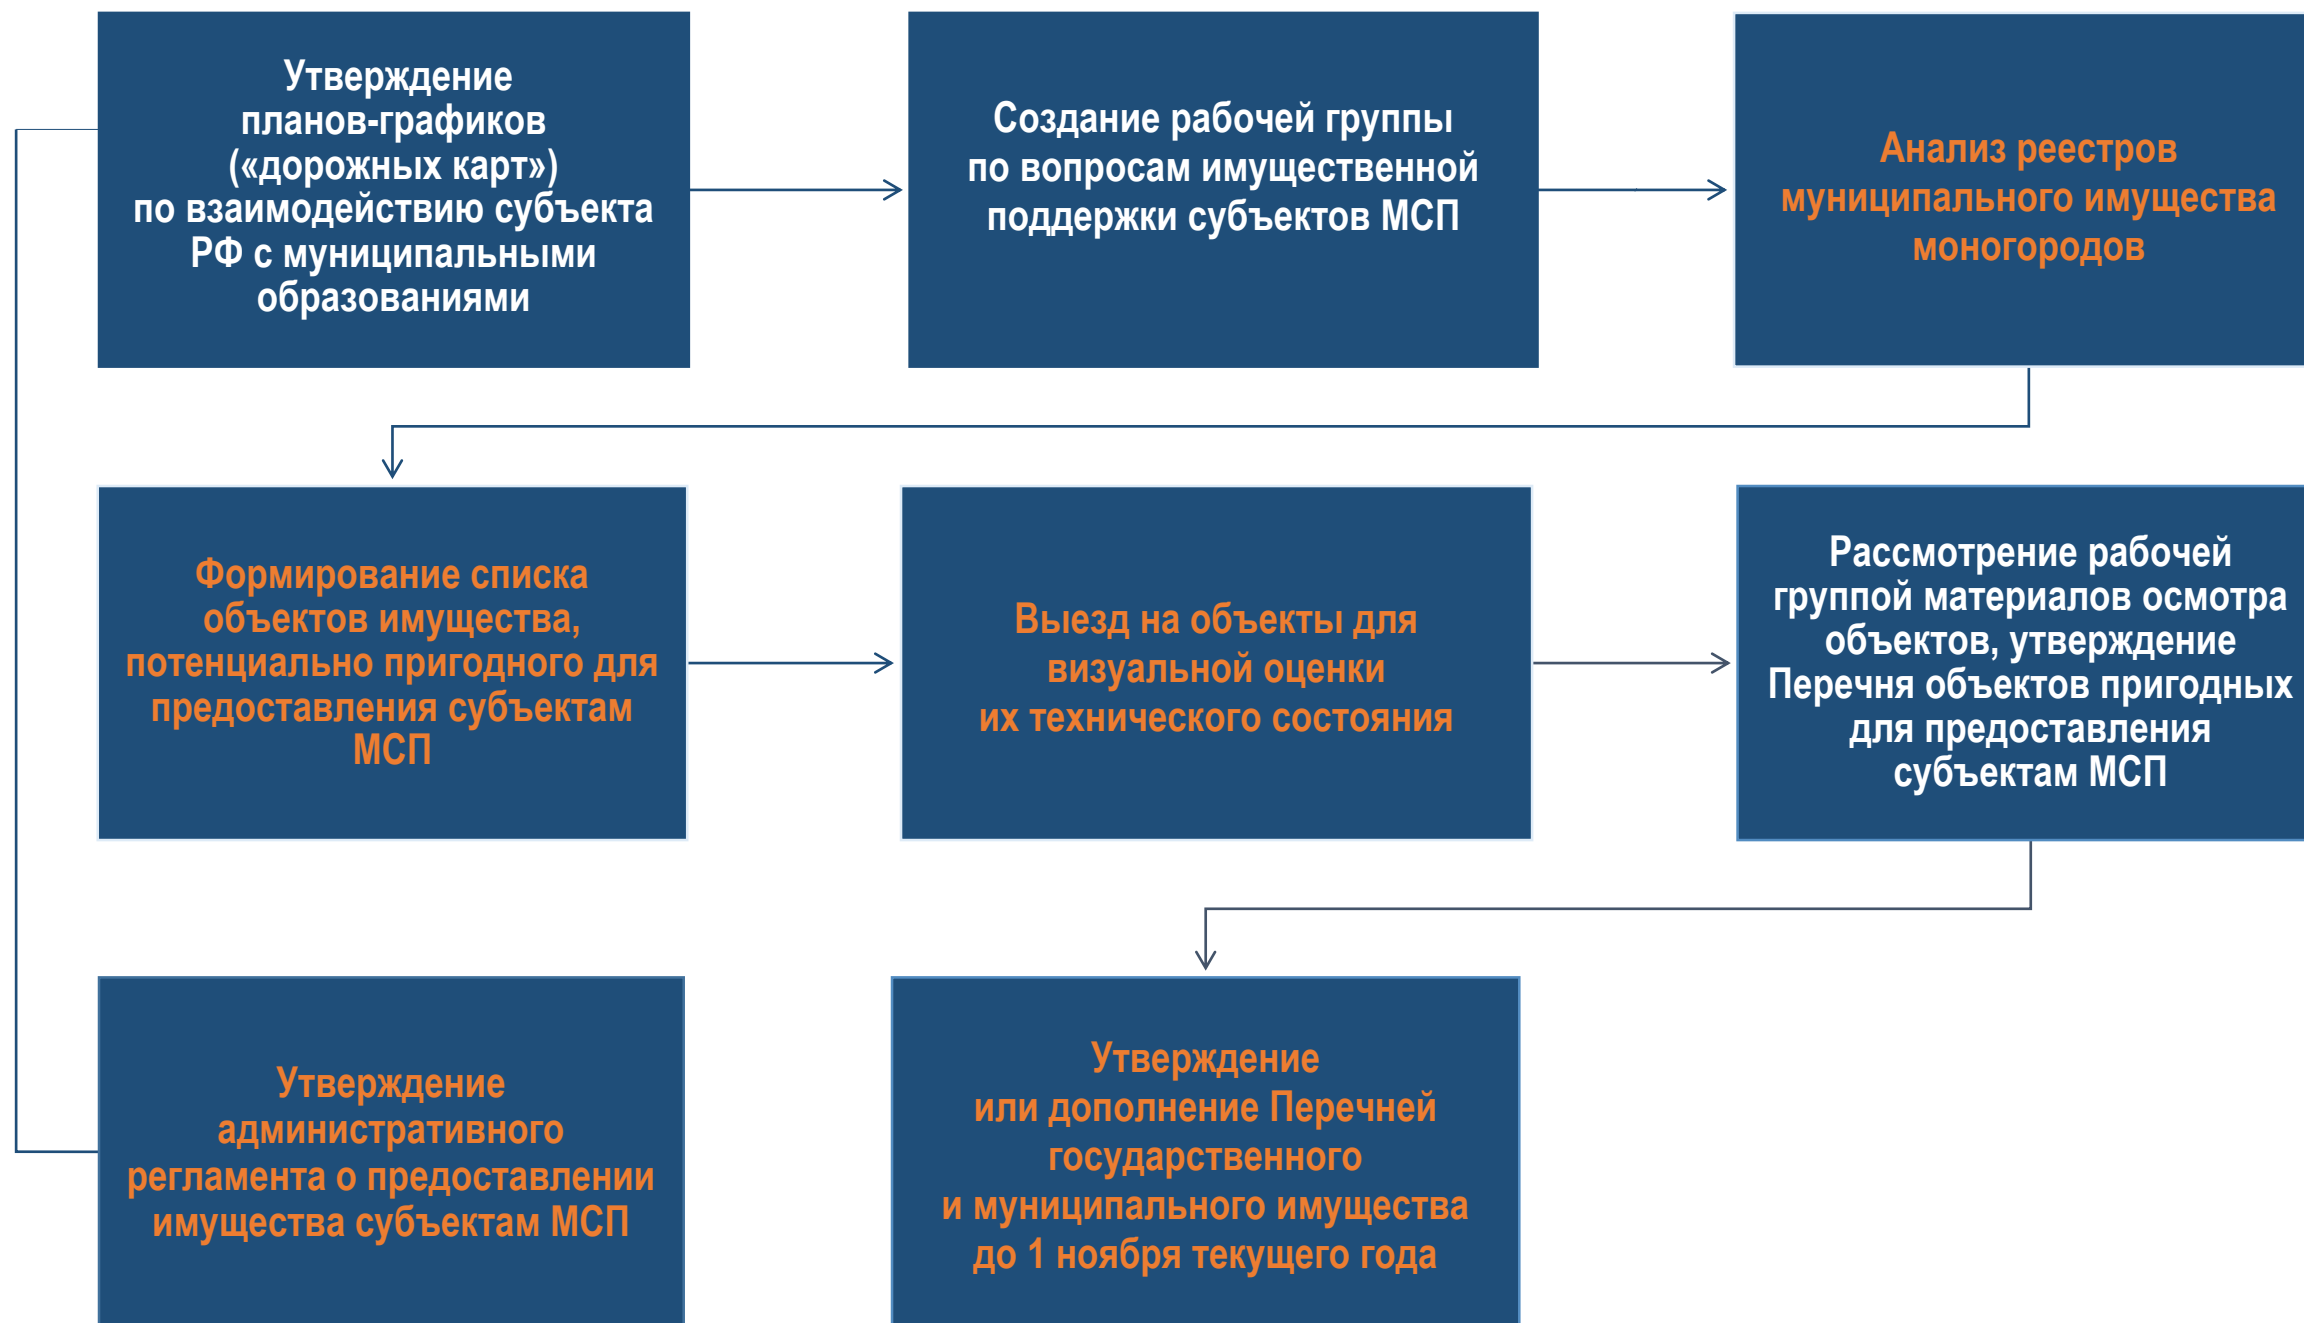 Утверждение
планов-графиков
(«дорожных карт»)
по взаимодействию субъекта
РФ с муниципальными
образованиями
Создание рабочей группы
по вопросам имущественной
поддержки субъектов МСП
Анализ реестров
муниципального имущества
моногородов
Формирование списка
объектов имущества,
потенциально пригодного для
предоставления субъектам
МСП
Выезд на объекты для
визуальной оценки
их технического состояния
Рассмотрение рабочей
группой материалов осмотра
объектов, утверждение
Перечня объектов пригодных
для предоставления
субъектам МСП
Утверждение
административного
регламента о предоставлении
имущества субъектам МСП
Утверждение
или дополнение Перечней
государственного
и муниципального имущества
до 1 ноября текущего года